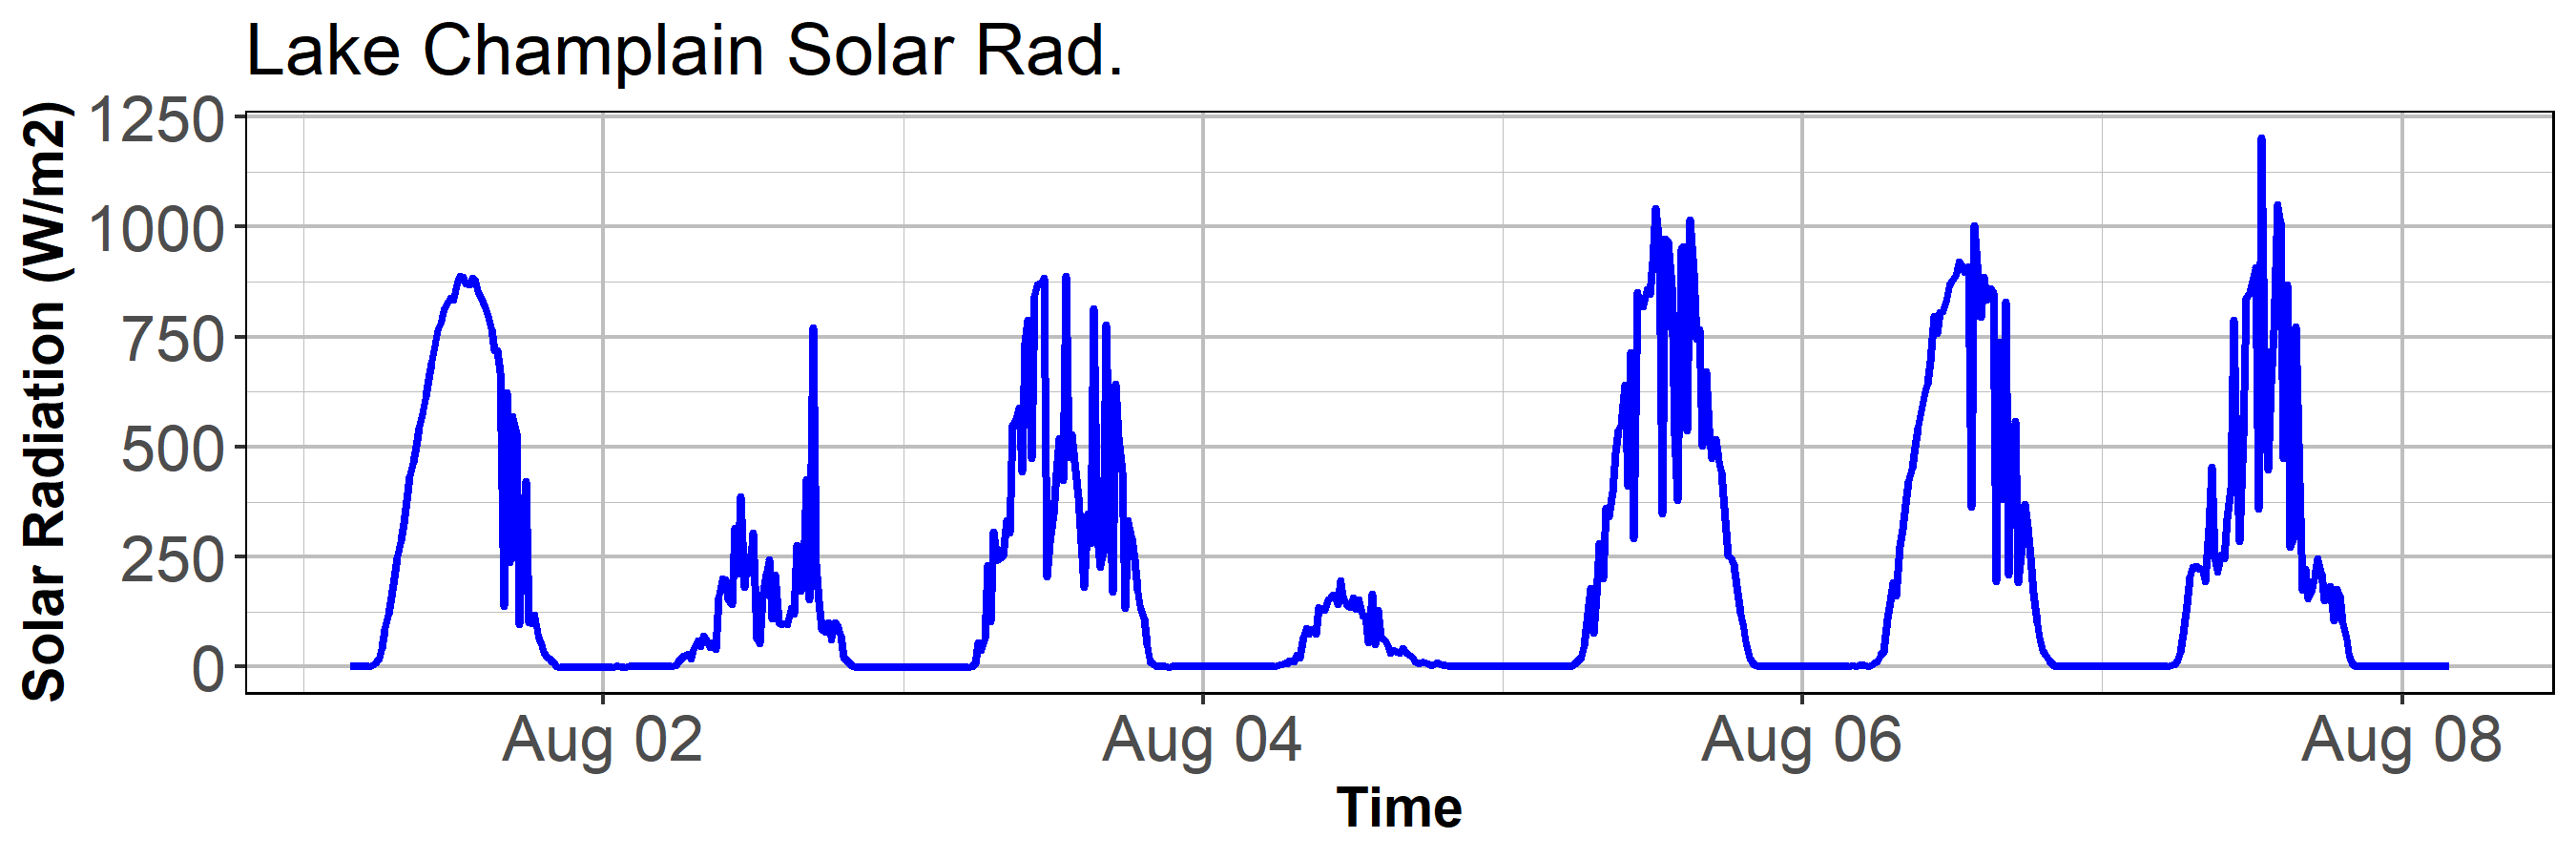 Lake Champlain Solar Rad.
Solar Radiation (W/m2)
1250
1000
750
500
250
0
Aug 02 Aug 04 Aug 06 Aug 08
Time